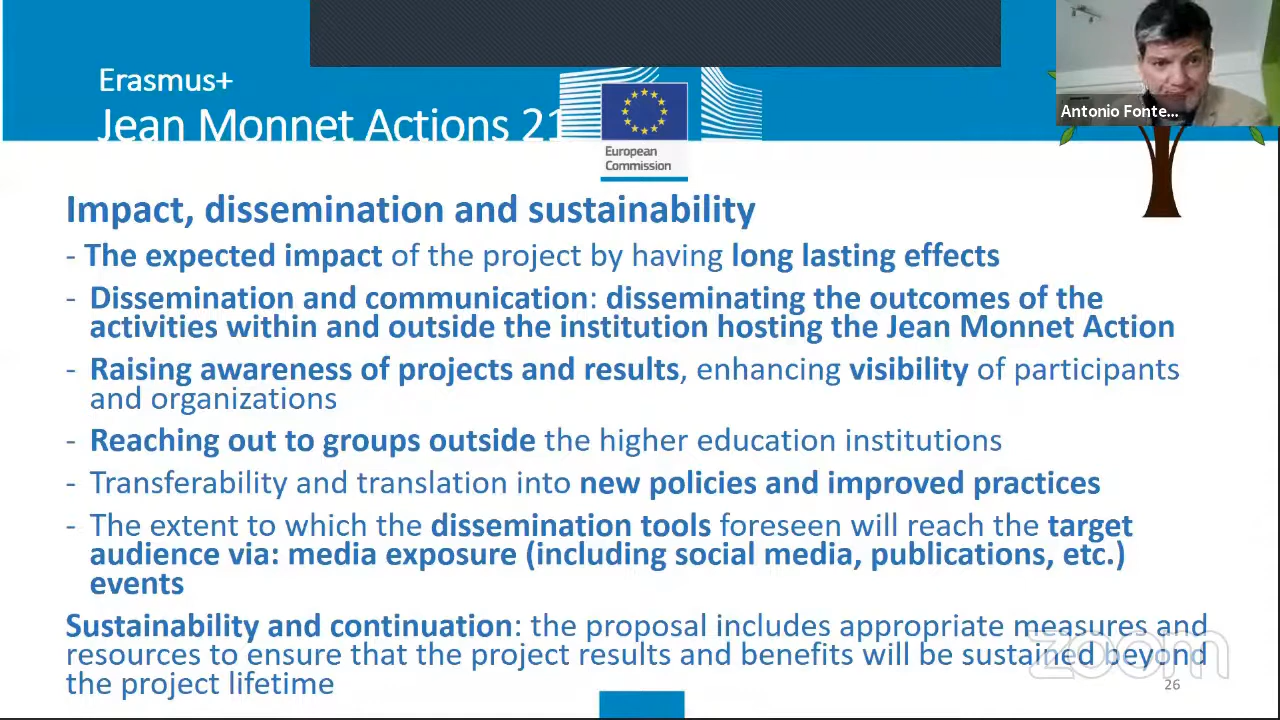 Erasmus+
Jean Monnet Actions 21
European
Commission
Antonio Fonte...
Impact, dissemination and sustainability
- The expected impact of the project by having long lasting effects
- Dissemination and communication: disseminating the outcomes of the
activities within and outside the institution hosting the Jean Monnet Action
- Raising awareness of projects and results, enhancing visibility of participants
and organizations
- Reaching out to groups outside the higher education institutions
- Transferability and translation into new policies and improved practices
- The extent to which the dissemination tools foreseen will reach the target
audience via: media exposure (including social media, publications, etc.)
events
Sustainability and continuation: the proposal includes appropriate measures and
resources to ensure that the project results and benefits will be sustained beyond
the project lifetime
zoom
26